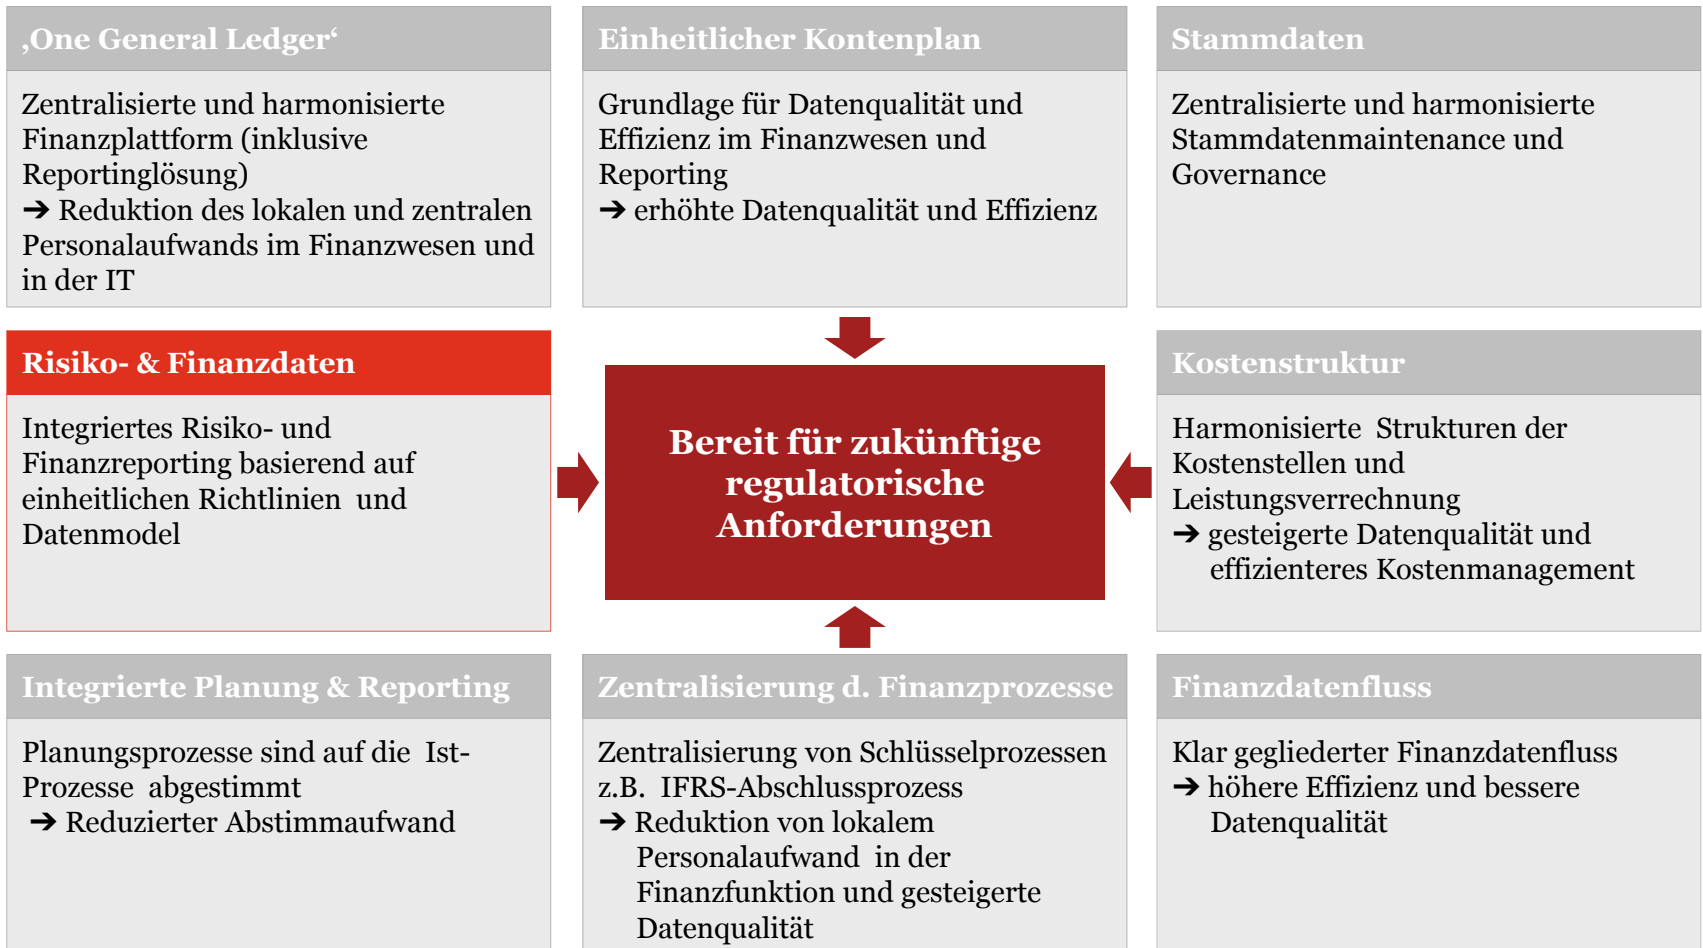 ‚One General Ledger‘
Zentralisierte und harmonisierte
Finanzplattform (inklusive
Reportinglösung)
➔ Reduktion des lokalen und zentralen
Personalaufwands im Finanzwesen und
in der IT
Einheitlicher Kontenplan
Grundlage für Datenqualität und
Effizienz im Finanzwesen und
Reporting
➔ erhöhte Datenqualität und Effizienz
Stammdaten
Zentralisierte und harmonisierte
Stammdatenmaintenance und
Governance
Risiko- & Finanzdaten
Integriertes Risiko- und
Finanzreporting basierend auf
einheitlichen Richtlinien und
Datenmodel
Bereit für zukünftige
regulatorische
Anforderungen
Kostenstruktur
Harmonisierte Strukturen der
Kostenstellen und
Leistungsverrechnung
➔ gesteigerte Datenqualität und
effizienteres Kostenmanagement
Integrierte Planung & Reporting
Planungsprozesse sind auf die Ist-
Prozesse abgestimmt
➔ Reduzierter Abstimmaufwand
Zentralisierung d. Finanzprozesse
Zentralisierung von Schlüsselprozessen
z.B. IFRS-Abschlussprozess
➔ Reduktion von lokalem
Personalaufwand in der
Finanzfunktion und gesteigerte
Datenqualität
Finanzdatenfluss
Klar gegliederter Finanzdatenfluss
➔ höhere Effizienz und bessere
Datenqualität